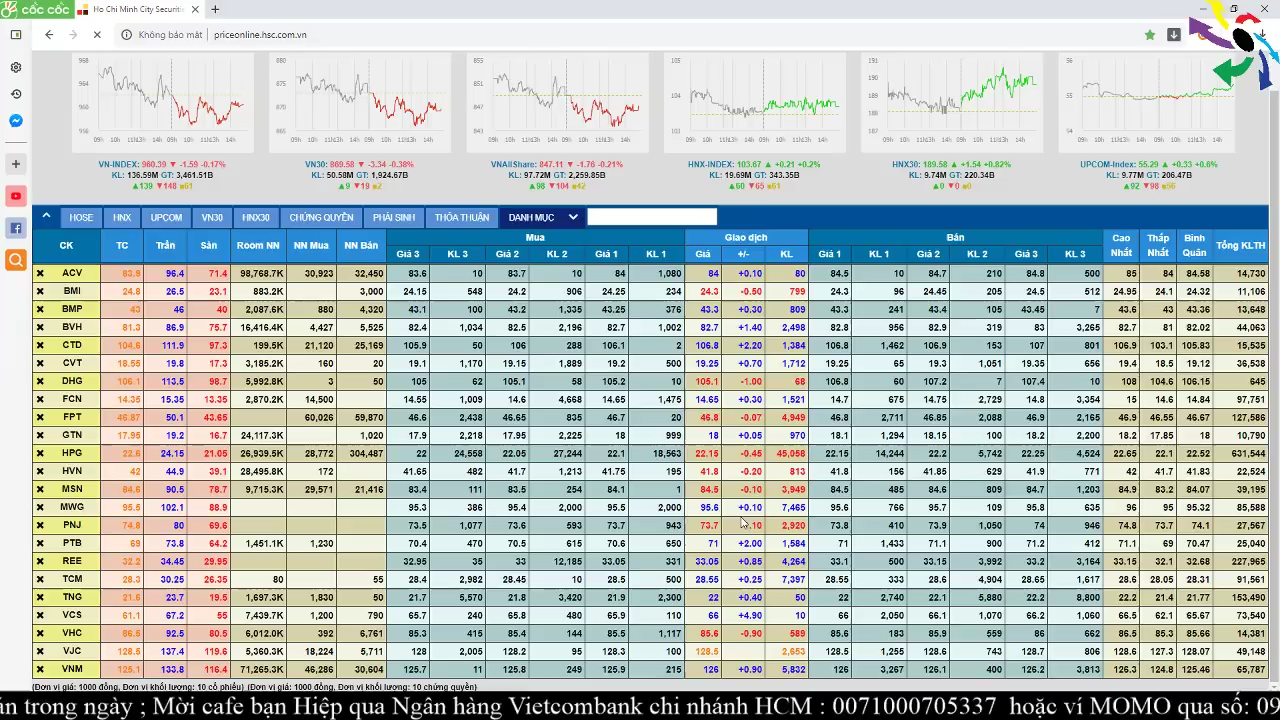 cốc cốc
Ho Chi Minh City Securiti
Không bảo mật | priceonline.hsc.com.vn
968 880 855 105 191 96
964 875 851 190
960 870 847 104 188 55
956 865 843 103 187 54
09h 10h 11h13h 14h 09h 10h 11h13h 14h
VN-INDEX: 960.39 ▼ -1.59 -0.17% VN30: 869.58 ▼ -3.34 -0.38% VNAllShare: 847.11 ▼ -1.76 -0.21% HNX-INDEX: 103.67 ▲ +0.21 +0.2% HNX30: 189.58 ▲ +1.54 +0.82% UPCOM-Index: 55.29 ▲ +0.33 +0.6%
KL: 136.59M GT: 3,461.51B KL: 50.58M GT: 1,924.67B KL: 97.72M GT: 2,259.85B KL: 19.69M GT: 343.35B KL: 9.74M GT: 220.34B KL: 9.77M GT: 206.47B
▲139 ▼148 ■61 ▲9 ▼19 ■2 ▲98 ▼104 ■42 ▲60 ▼65 ■61 ▲0 ▼0 ■0 ▲92 ▼98 ■56
HOSE HNX UPCOM VN30 HNX30 CHỨNG QUYỀN PHÁI SINH THỎA THUẬN DANH MỤC
CK TC Trần Sàn Room NN NN Mua NN Bán Mua Giao dịch Bán Cao Nhất Thấp Nhất Bình Quân Tổng KLTH
Giá 3 KL 3 Giá 2 KL 2 Giá 1 KL 1 Giá +/- KL Giá 1 KL 1 Giá 2 KL 2 Giá 3 KL 3
ACV 83.9 96.4 71.4 98,768.7K 30,923 32,450 83.6 10 83.7 10 84 1,080 84 +0.10 80 84.5 10 84.7 210 84.8 500 85 84 84.58 14,730
BMI 24.8 26.5 23.1 883.2K 3,000 24.15 548 24.2 906 24.25 234 24.3 -0.50 799 24.3 96 24.45 205 24.5 512 24.95 24.1 24.32 11,106
BMP 43 46 40 2,087.6K 880 4,320 43.1 100 43.2 1,335 43.25 376 43.3 +0.30 809 43.3 241 43.4 105 43.45 7 43.6 43 43.36 13,648
BVH 81.3 86.9 75.7 16,416.4K 4,427 5,525 82.4 1,034 82.5 2,196 82.7 1,002 82.7 +1.40 2,498 82.8 956 82.9 319 83 3,265 82.7 81 82.02 44,063
CTD 104.6 111.9 97.3 199.5K 21,120 25,169 105.9 50 106 288 106.1 2 106.8 +2.20 1,384 106.8 1,462 106.9 153 107 801 106.9 103.1 105.93 15,535
CVT 18.55 19.8 17.3 3,185.2K 160 20 19.1 1,170 19.15 1,889 19.2 500 19.25 +0.70 1,712 19.25 65 19.3 1,051 19.35 656 19.4 18.5 19.12 36,538
DHG 106.1 113.5 98.7 5,992.8K 3 50 105 62 105.1 58 105.2 10 105.1 -1.00 68 106.8 60 107.2 7 107.4 10 108 104.6 106.15 645
FCN 14.35 15.35 13.35 2,870.2K 14,500 14.55 1,009 14.6 4,668 14.65 1,475 14.65 +0.30 1,521 14.7 675 14.75 2,729 14.8 3,354 15 14.5 14.84 97,751
FPT 46.87 50.1 43.65 60,026 59,870 46.6 2,438 46.65 835 46.7 20 46.8 -0.07 4,949 46.8 2,711 46.85 2,088 46.9 2,165 46.9 46.55 46.67 127,586
GTN 17.95 19.2 16.7 24,117.3K 1,020 17.9 2,218 17.95 2,225 18 999 18 +0.05 970 18.1 1,294 18.15 100 18.2 2,200 18.2 17.85 18 10,790
HPG 22.6 24.15 21.05 26,939.5K 28,772 304,487 22 24,558 22.05 27,244 22.1 18,563 22.15 -0.45 45,058 22.15 14,244 22.2 5,742 22.25 4,524 22.65 22.1 22.52 631,544
HVN 42 44.9 39.1 28,495.8K 172 41.65 482 41.7 1,213 41.75 195 41.8 -0.20 813 41.8 156 41.85 629 41.9 771 42 41.7 41.83 22,524
MSN 84.6 90.5 78.7 9,715.3K 29,571 21,416 83.4 111 83.5 254 84.1 1 84.5 -0.10 3,949 84.5 485 84.6 809 84.7 1,203 84.9 83.2 84.07 39,195
MWG 95.5 102.1 88.9 95.3 386 95.4 2,000 95.5 2,000 95.6 +0.10 7,465 95.6 766 95.7 109 95.8 635 96 95 95.32 85,588
PNJ 74.8 80 69.6 73.5 1,077 73.6 593 73.7 943 73.7 .10 2,920 73.8 410 73.9 1,050 74 946 74.8 73.7 74.1 27,567
PTB 69 73.8 64.2 1,451.1K 1,230 70.4 470 70.5 615 70.6 650 71 +2.00 1,584 71 1,433 71.1 900 71.2 412 71.1 69 70.47 25,040
REE 32.2 34.45 29.95 32.95 35 33 12,185 33.05 331 33.05 +0.85 4,264 33.1 500 33.15 3,992 33.2 3,164 33.15 32.1 32.68 227,965
TCM 28.3 30.25 26.35 80 55 28.4 2,982 28.45 10 28.5 500 28.55 +0.25 7,397 28.55 333 28.6 4,904 28.65 1,617 28.6 28.05 28.31 91,561
TNG 21.6 23.7 19.5 1,697.3K 1,830 50 21.7 5,820 21.8 3,420 21.9 2,300 22 +0.40 50 22 2,740 22.1 5,880 22.2 8,800 22.2 21.4 21.77 153,490
VCS 61.1 67.2 55 7,439.7K 1,200 790 65.7 240 65.8 480 65.9 110 66 +4.90 10 66 2,050 66.1 1,070 66.2 1,000 66.5 62.1 65.67 73,540
VHC 86.5 92.5 80.5 6,012.0K 392 6,761 85.3 415 85.4 144 85.5 1,117 85.6 -0.90 589 85.6 183 85.9 559 86 662 86.5 85.3 85.66 14,381
VJC 128.5 137.4 119.6 5,360.3K 18,224 5,711 128 2,005 128.2 95 128.3 100 128.5 2,653 128.5 1,255 128.6 743 128.7 806 128.6 127 128.08 49,148
VNM 125.1 133.8 116.4 71,265.3K 46,286 30,604 125.7 11 125.8 249 125.9 215 126 +0.90 5,832 126 3,267 126.1 400 126.2 3,813 126.3 124.8 125.46 65,787
(Đơn vị giá: 1000 đồng, Đơn vị khối lượng: 10 cổ phiếu) (Đơn vị giá: 1000 đồng, Đơn vị khối lượng: 10 chứng quyền)
án trong ngày ; Mời cafe bạn Hiệp qua Ngân hàng Vietcombank chi nhánh HCM : 0071000705337 hoặc ví MOMO qua số: 09